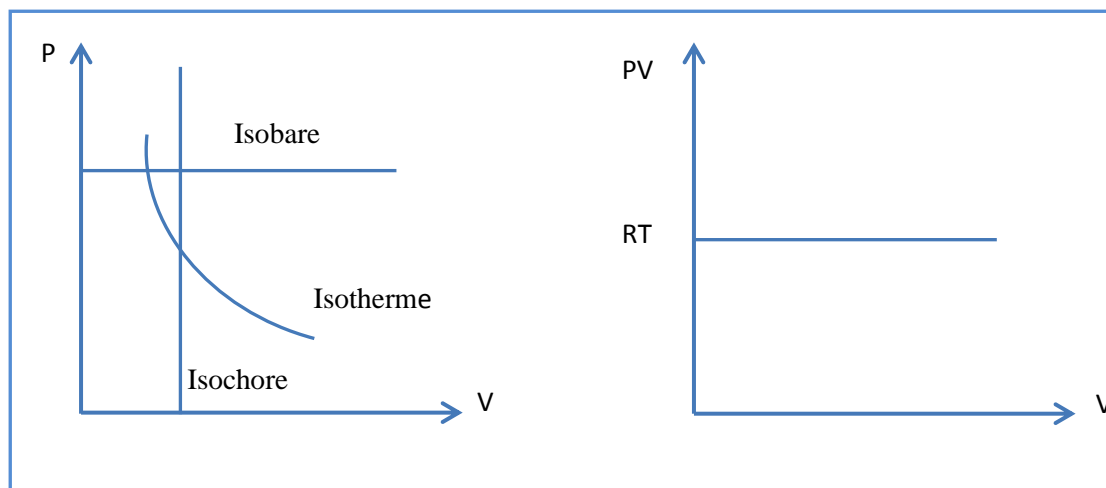 P
Isobare
Isotherme
Isochore
V
PV
RT
V